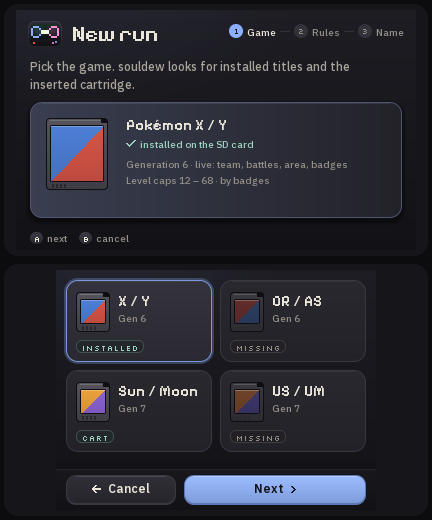 New run
1 Game — 2 Rules — 3 Name
Pick the game. souldew looks for installed titles and the
inserted cartridge.
Pokémon X / Y
✓ installed on the SD card
Generation 6 · live: team, battles, area, badges
Level caps 12 – 68 · by badges
A next B cancel
X / Y
Gen 6
INSTALLED
OR / AS
Gen 6
MISSING
Sun / Moon
Gen 7
CART
US / UM
Gen 7
MISSING
← Cancel
Next ›